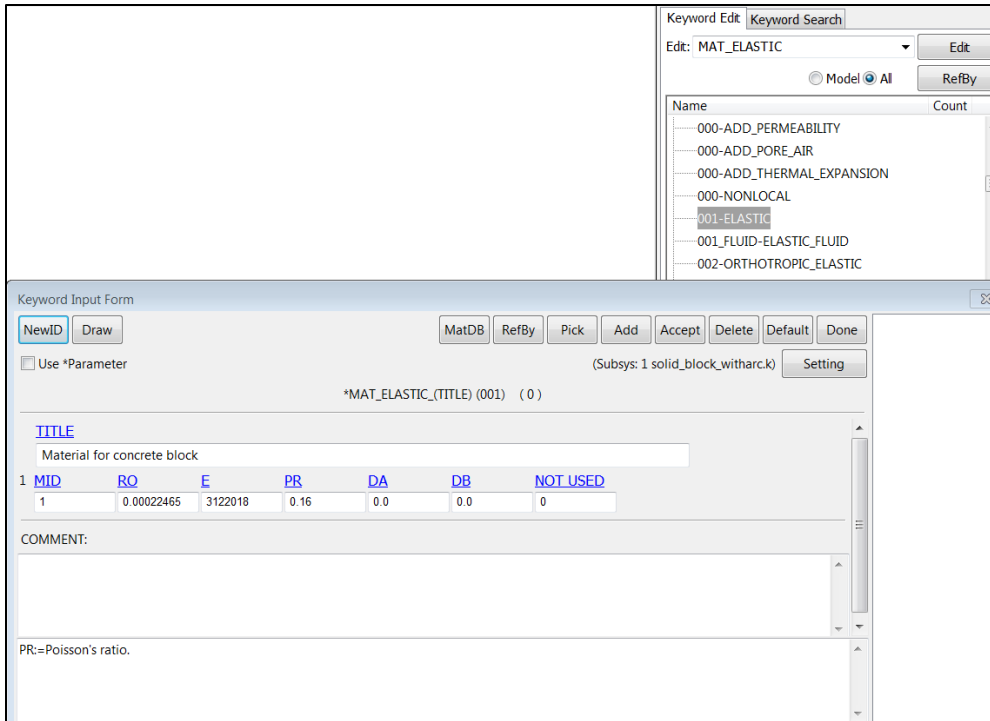 Keyword Edit Keyword Search
Edit: MAT_ELASTIC Edit
Model All RefBy
Name Count
000-ADD_PERMEABILITY
000-ADD_PORE_AIR
000-ADD_THERMAL_EXPANSION
000-NONLOCAL
001-ELASTIC
001_FLUID-ELASTIC_FLUID
002-ORTHOTROPIC_ELASTIC
Keyword Input Form
NewID Draw MatDB RefBy Pick Add Accept Delete Default Done
Use *Parameter (Subsys: 1 solid_block_witharc.k) Setting
*MAT_ELASTIC_(TITLE) (001) ( 0 )
TITLE
Material for concrete block
1 MID RO E PR DA DB NOT USED
1 0.00022465 3122018 0.16 0.0 0.0 0
COMMENT:
PR:=Poisson's ratio.